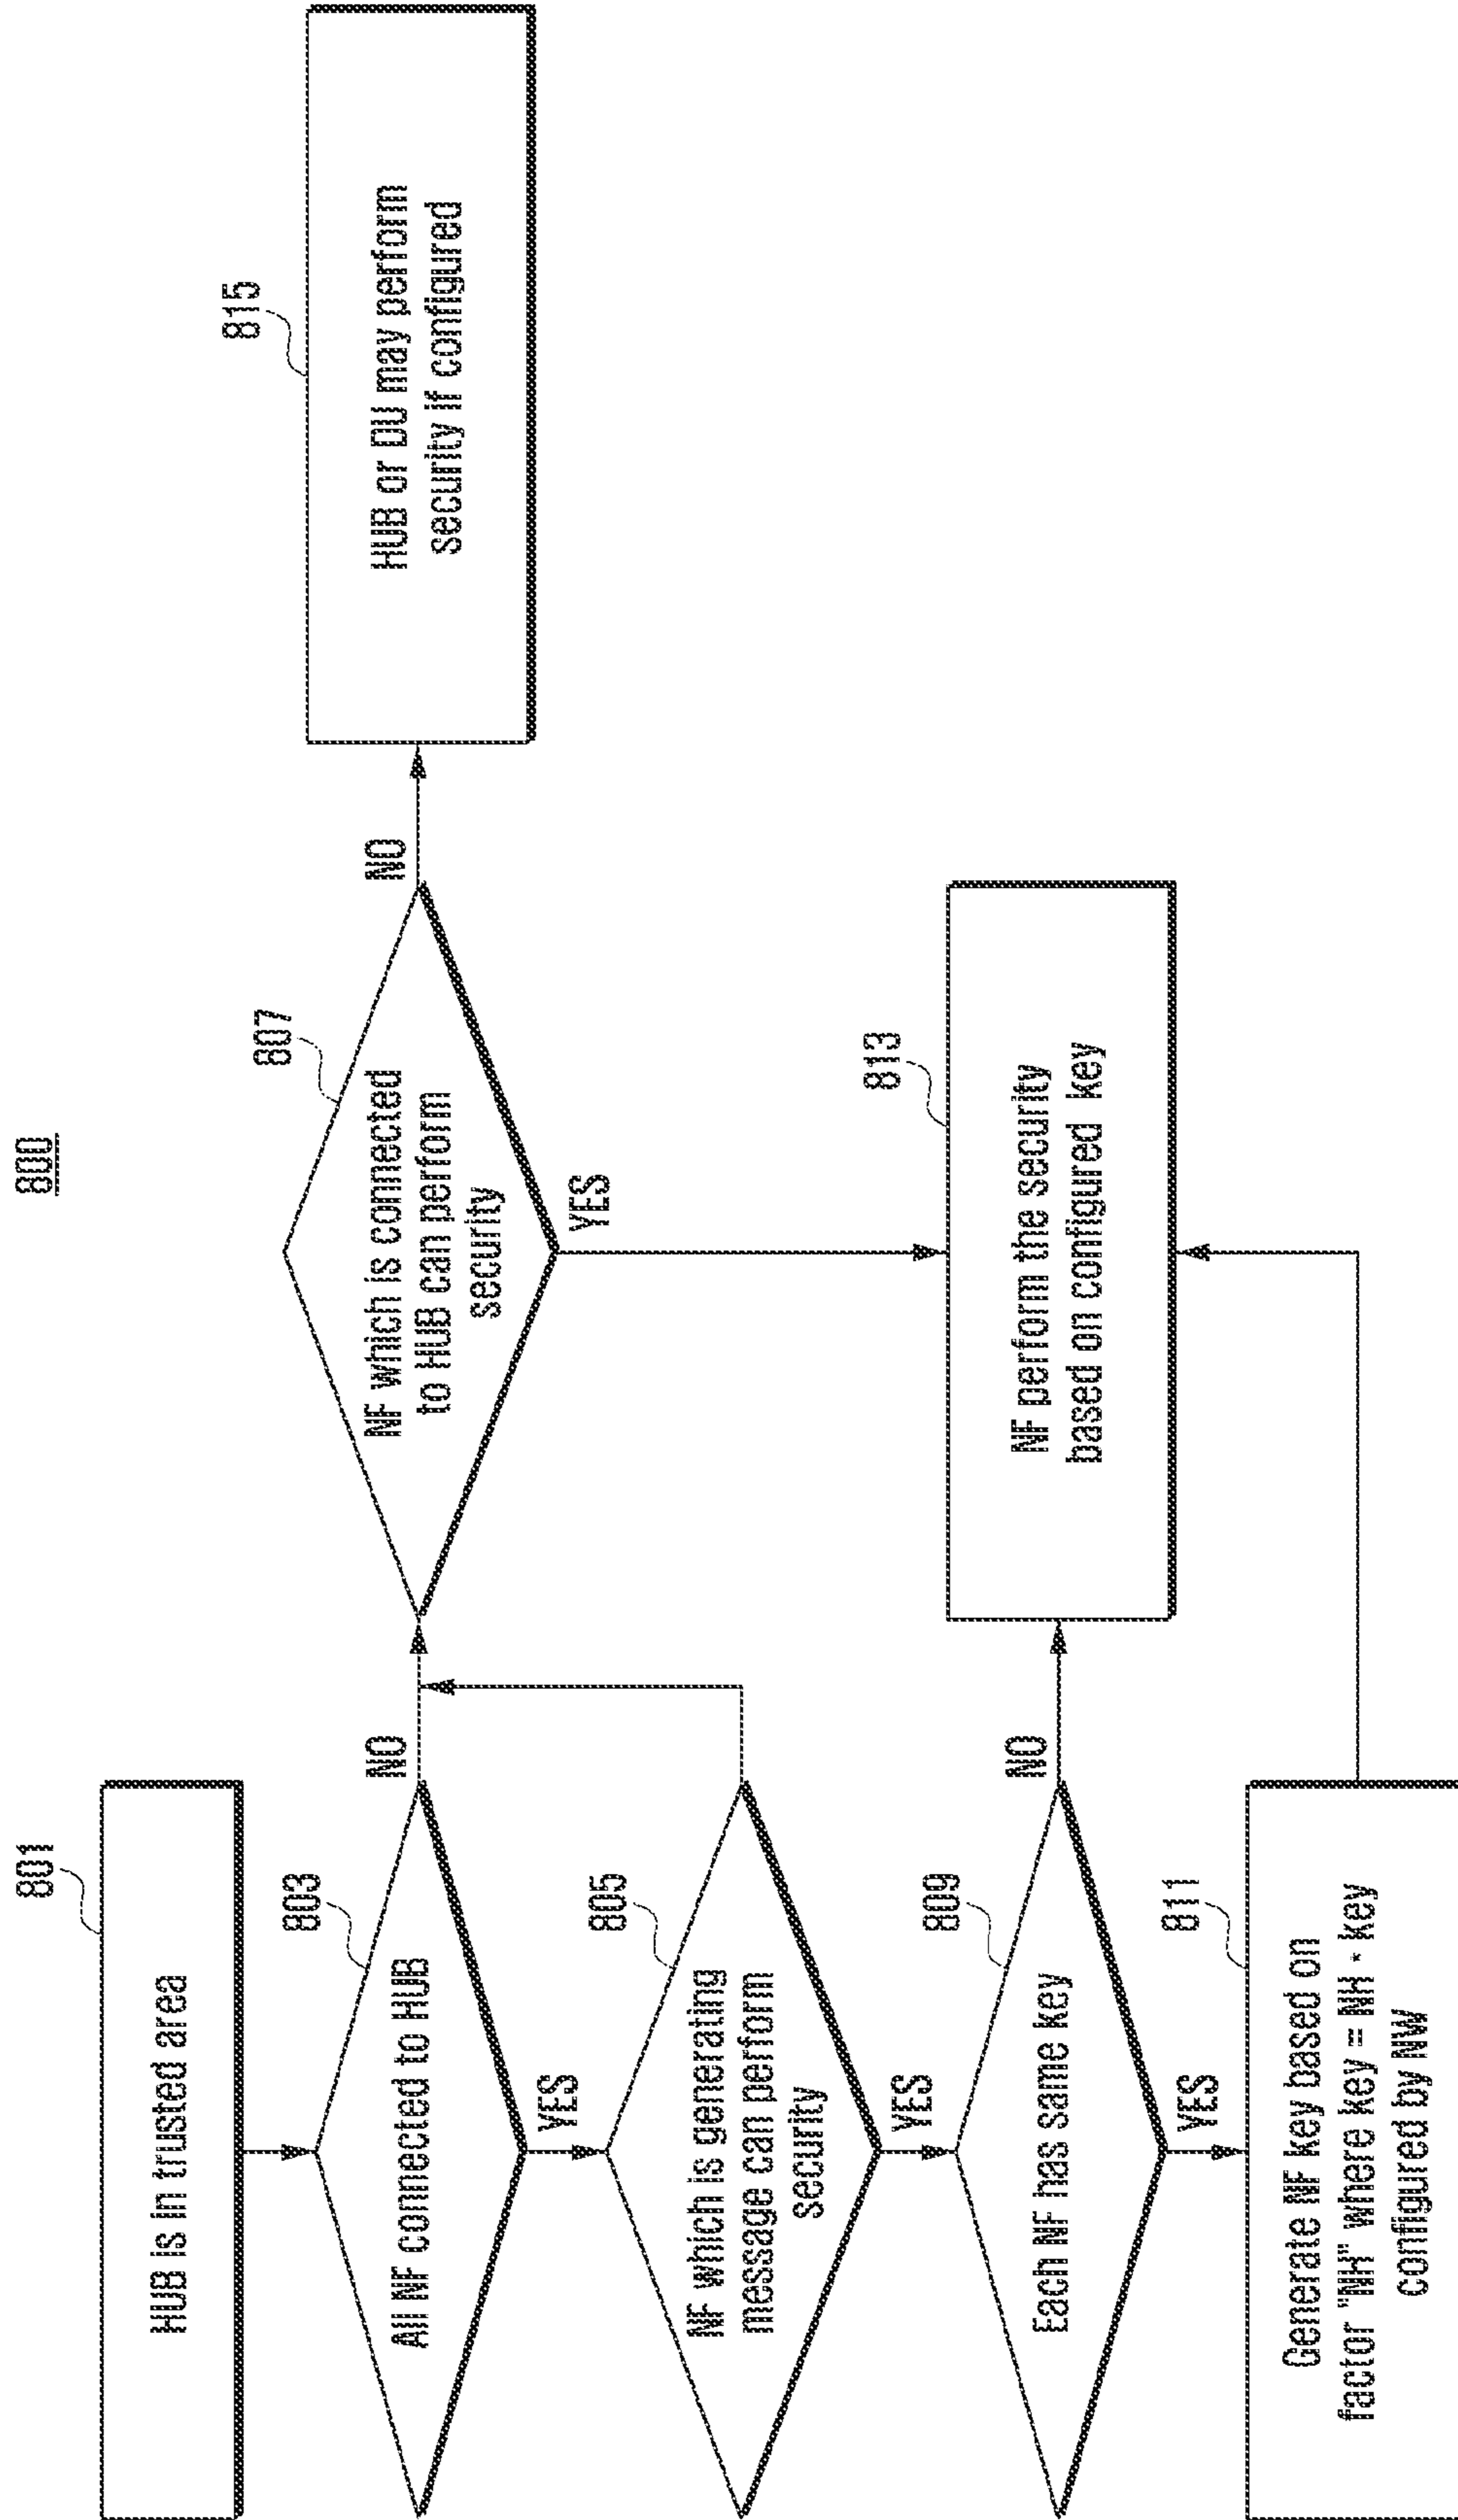 800
801
HUB is in trusted area
803
All NF connected to HUB
NO
YES
805
NF which is generating
message can perform
security
YES
807
NF which is connected
to HUB can perform
security
NO
YES
815
HUB or DU may perform
security if configured
809
Each NF has same key
NO
YES
811
Generate NF key based on
factor "NH" where key = NH * key
configured by NW
813
NF perform the security
based on configured key